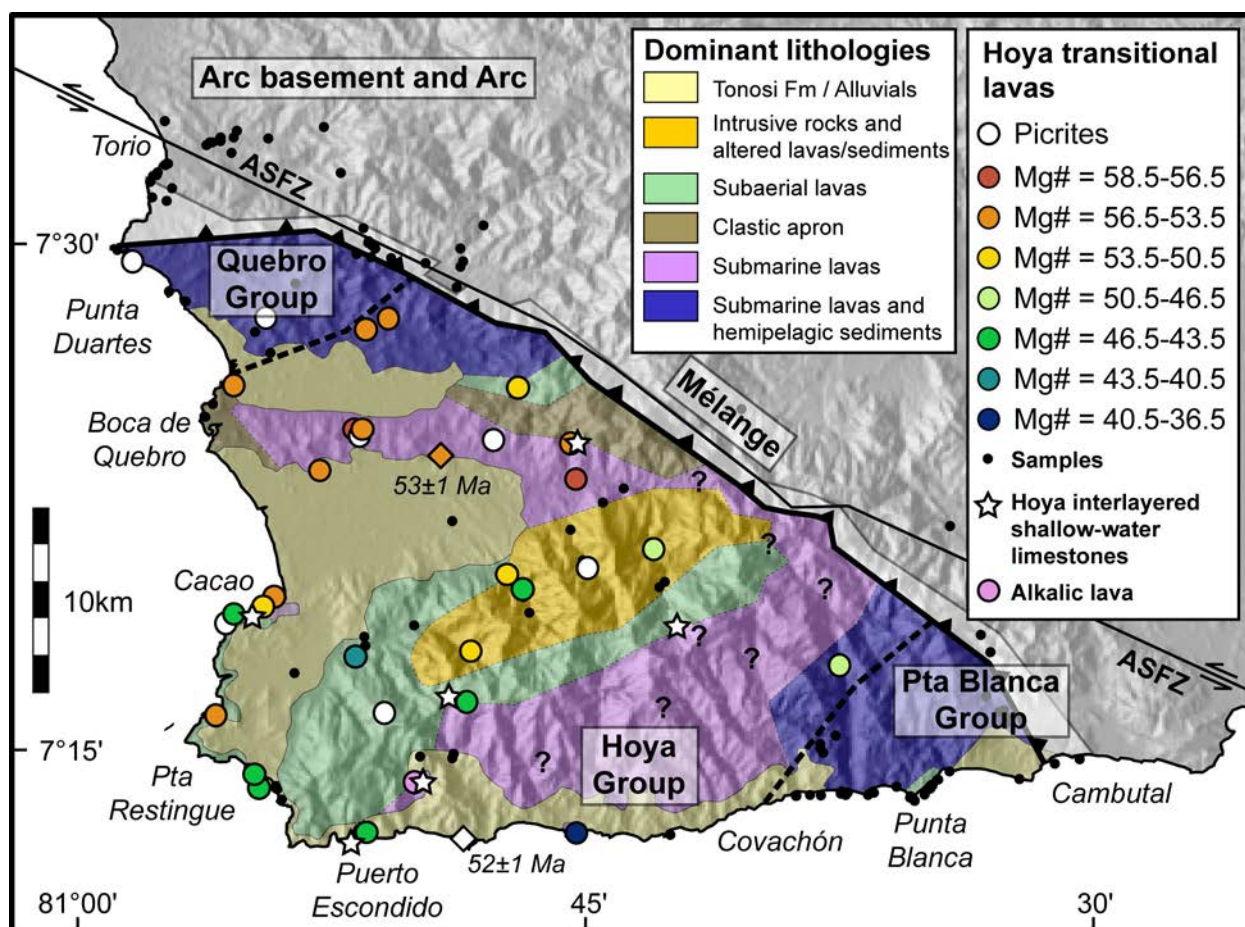 Arc basement and Arc
Torio
ASFZ
7°30'
Quebro
Group
Punta
Duartes
Boca de
Quebro
53±1 Ma
Mélange
?
?
?
?
?
?
?
10km
Cacao
ASFZ
Pta Blanca
Group
7°15'
Hoya
Group
Pta
Restingue
Cambutal
Covachón
Punta
Blanca
52±1 Ma
Puerto
Escondido
81°00'
45'
30'
Dominant lithologies
Tonosi Fm / Alluvials
Intrusive rocks and
altered lavas/sediments
Subaerial lavas
Clastic apron
Submarine lavas
Submarine lavas and
hemipelagic sediments
Hoya transitional
lavas
Picrites
Mg# = 58.5-56.5
Mg# = 56.5-53.5
Mg# = 53.5-50.5
Mg# = 50.5-46.5
Mg# = 46.5-43.5
Mg# = 43.5-40.5
Mg# = 40.5-36.5
Samples
Hoya interlayered
shallow-water
limestones
Alkalic lava